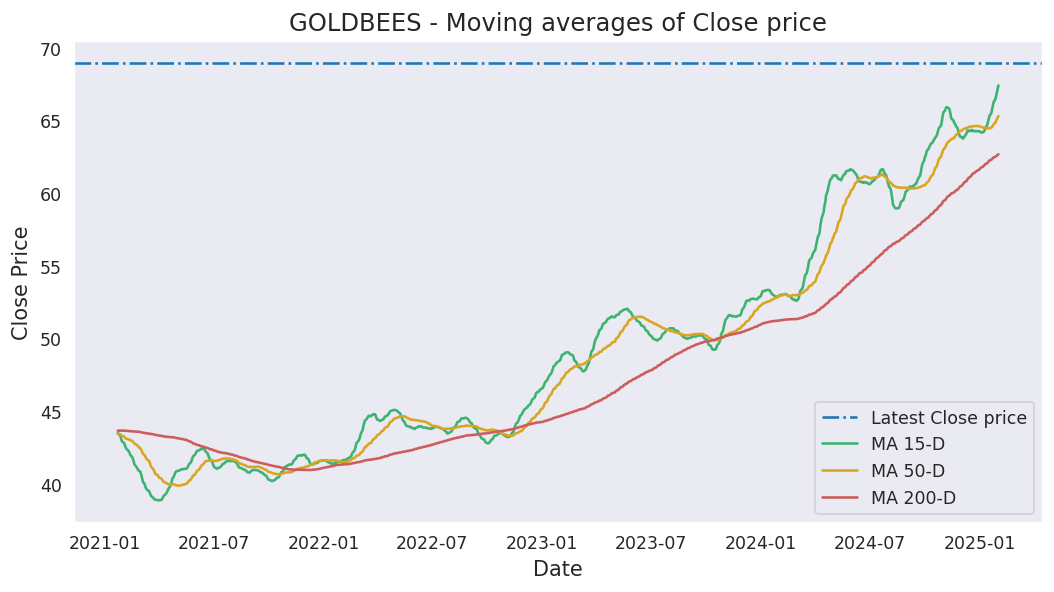 GOLDBEES - Moving averages of Close price
70
65
60
55
50
45
40
Close Price
2021-01 2021-07 2022-01 2022-07 2023-01 2023-07 2024-01 2024-07 2025-01
Date
Latest Close price
MA 15-D
MA 50-D
MA 200-D